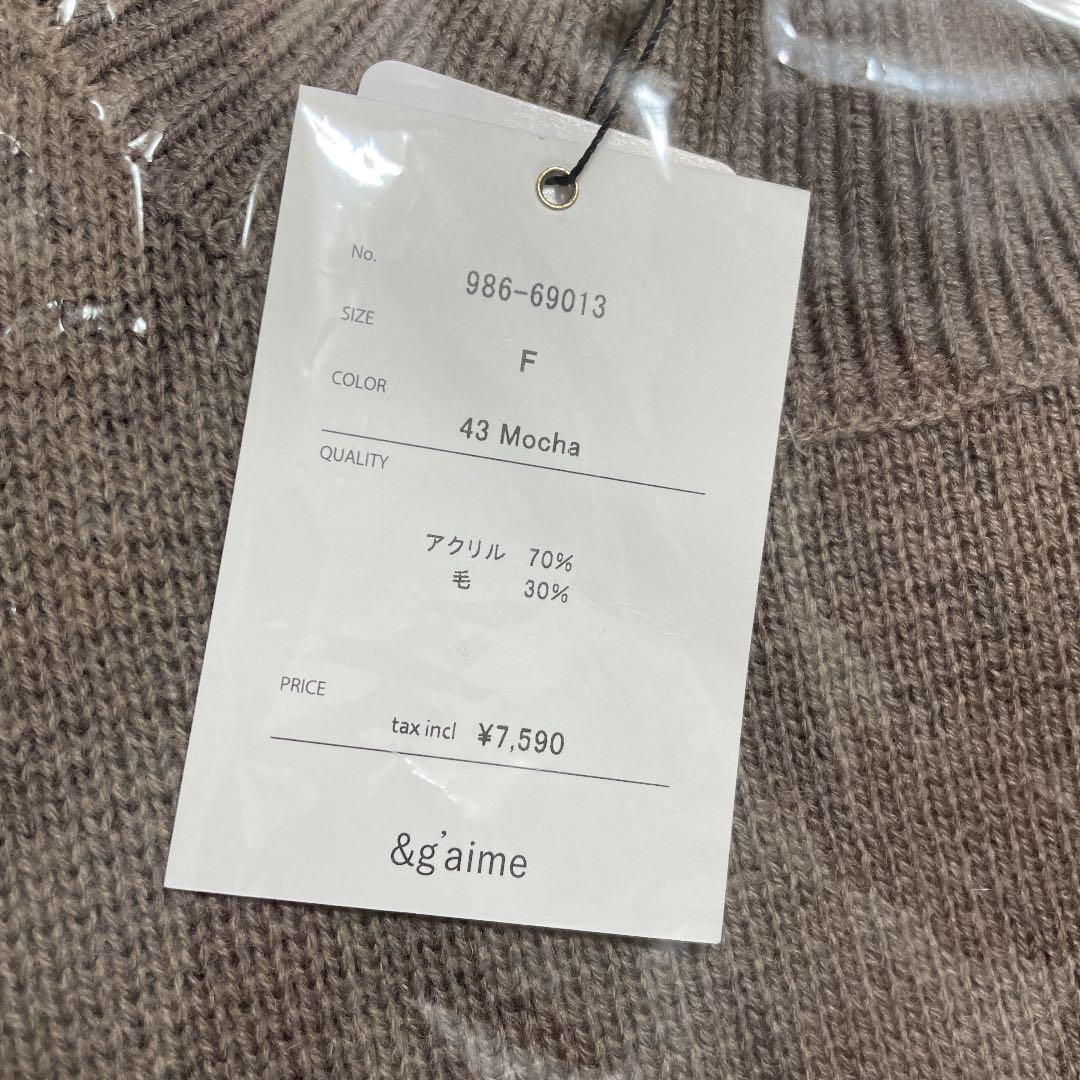 No.
986-69013
SIZE
F
COLOR
43 Mocha
QUALITY
アクリル 70%
毛 30%
PRICE
tax incl ¥7,590
&g'aime